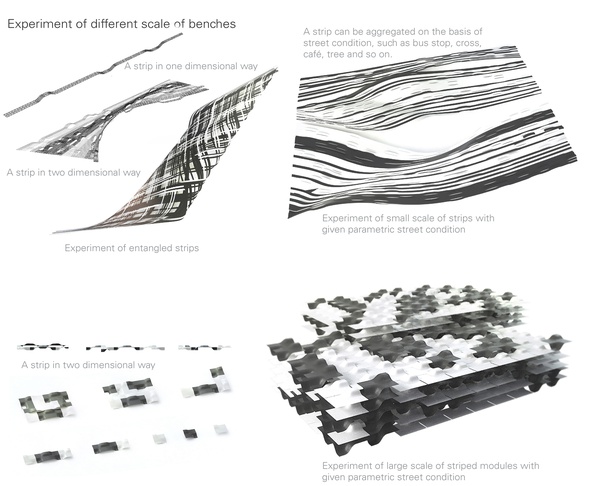 Experiment of different scale of benches
A strip can be aggregated on the basis of
street condition, such as bus stop, cross,
café, tree and so on.
A strip in one dimensional way
A strip in two dimensional way
Experiment of small scale of strips with
given parametric street condition
Experiment of entangled strips
A strip in two dimensional way
Experiment of large scale of striped modules with
given parametric street condition